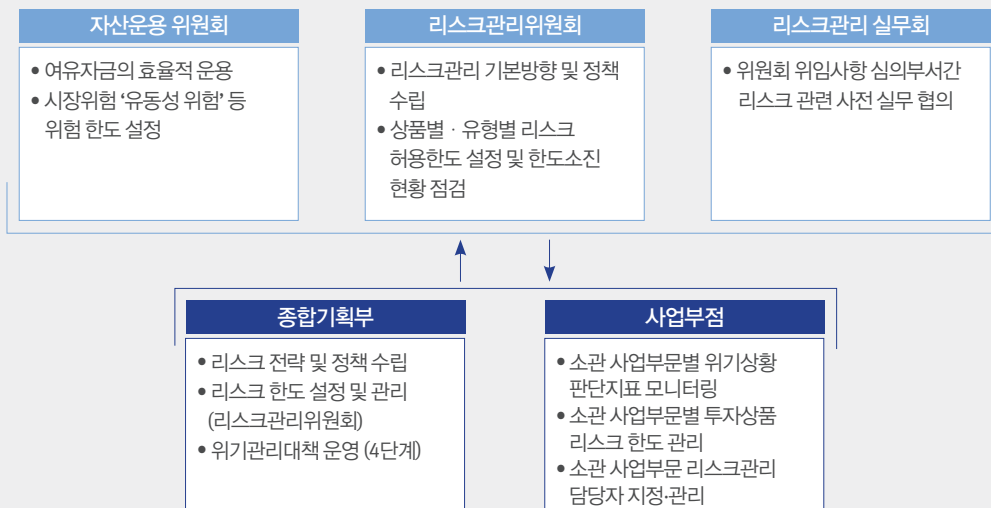 자산운용 위원회
• 여유자금의 효율적 운용
• 시장위험 ‘유동성 위험’ 등
위험 한도 설정
리스크관리위원회
• 리스크관리 기본방향 및 정책
수립
• 상품별 · 유형별 리스크
허용한도 설정 및 한도소진
현황 점검
리스크관리 실무회
• 위원회 위임사항 심의부서간
리스크 관련 사전 실무 협의
종합기획부
• 리스크 전략 및 정책 수립
• 리스크 한도 설정 및 관리
(리스크관리위원회)
• 위기관리대책 운영 (4단계)
사업부점
• 소관 사업부문별 위기상황
판단지표 모니터링
• 소관 사업부문별 투자상품
리스크 한도 관리
• 소관 사업부문 리스크관리
담당자 지정·관리